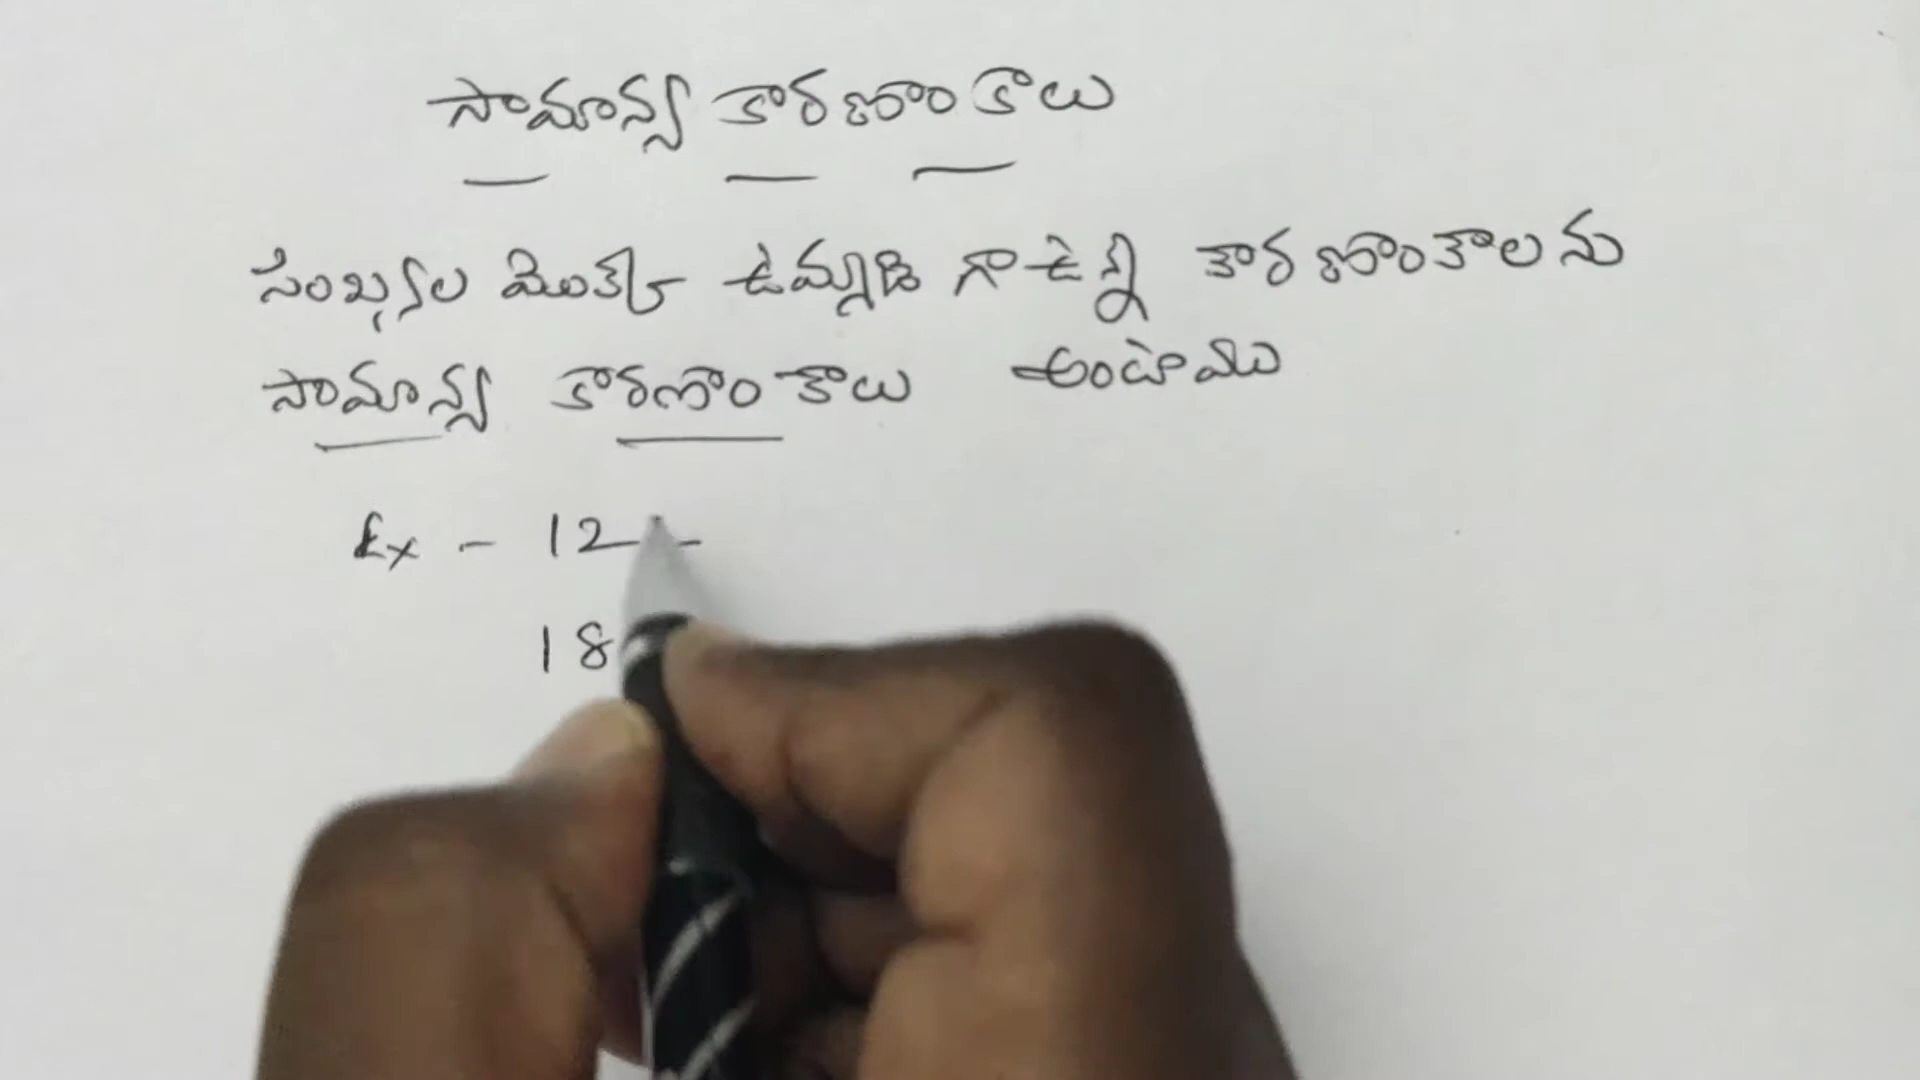 సామాన్య కారణాంకాలు
సంఖ్యల యొక్క ఉమ్మడి గా ఉన్న కారణాంకాలను
సామాన్య కారణాంకాలు అంటాము
Ex - 12 -
18